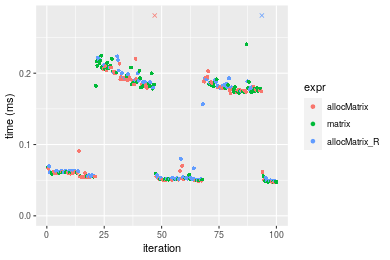 time (ms)
0.2
0.1
0.0
0
25
50
75
100
iteration
expr
allocMatrix
matrix
allocMatrix_R